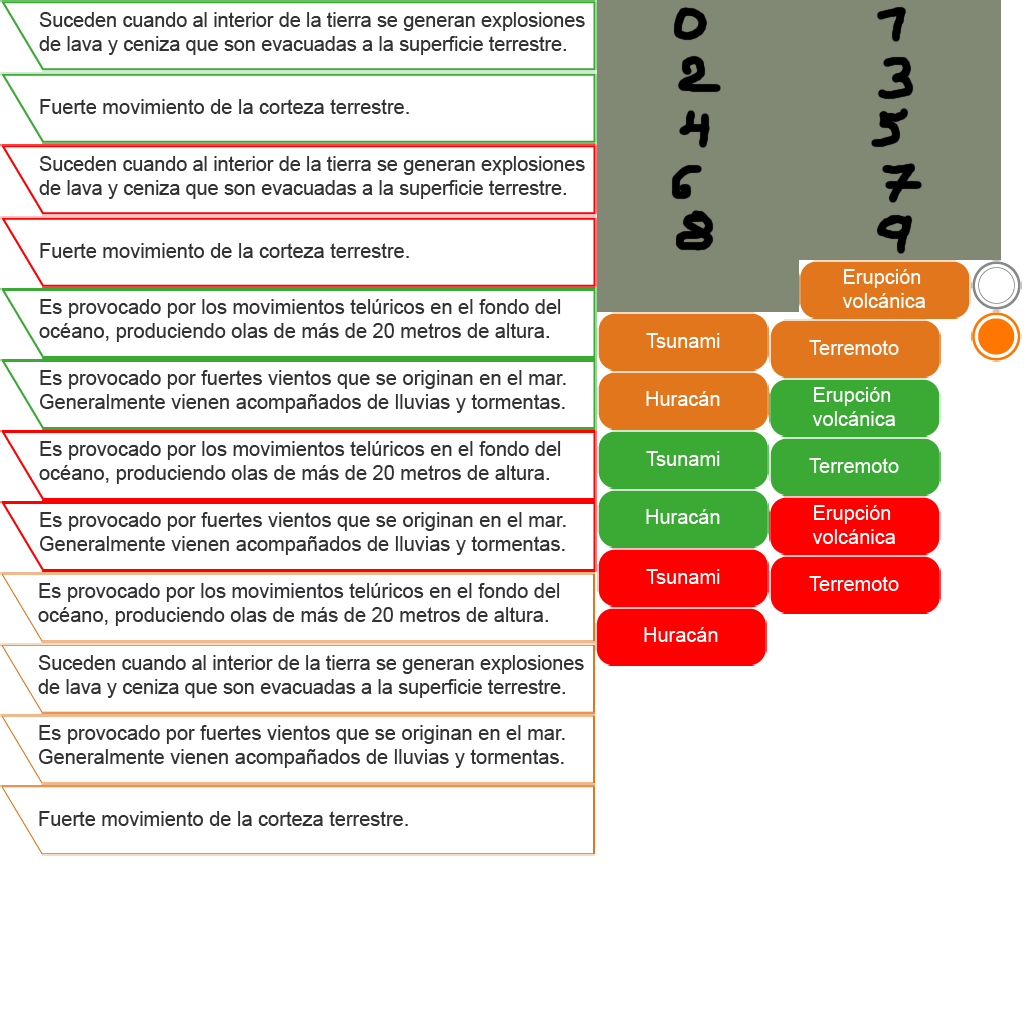 Suceden cuando al interior de la tierra se generan explosiones
de lava y ceniza que son evacuadas a la superficie terrestre.
Fuerte movimiento de la corteza terrestre.
Suceden cuando al interior de la tierra se generan explosiones
de lava y ceniza que son evacuadas a la superficie terrestre.
Fuerte movimiento de la corteza terrestre.
Es provocado por los movimientos telúricos en el fondo del
océano, produciendo olas de más de 20 metros de altura.
Es provocado por fuertes vientos que se originan en el mar.
Generalmente vienen acompañados de lluvias y tormentas.
Es provocado por los movimientos telúricos en el fondo del
océano, produciendo olas de más de 20 metros de altura.
Es provocado por fuertes vientos que se originan en el mar.
Generalmente vienen acompañados de lluvias y tormentas.
Es provocado por los movimientos telúricos en el fondo del
océano, produciendo olas de más de 20 metros de altura.
Suceden cuando al interior de la tierra se generan explosiones
de lava y ceniza que son evacuadas a la superficie terrestre.
Es provocado por fuertes vientos que se originan en el mar.
Generalmente vienen acompañados de lluvias y tormentas.
Fuerte movimiento de la corteza terrestre.
0 1
2 3
4 5
6 7
8 9
Erupción
volcánica
Tsunami
Terremoto
Huracán
Erupción
volcánica
Tsunami
Terremoto
Huracán
Erupción
volcánica
Tsunami
Terremoto
Huracán